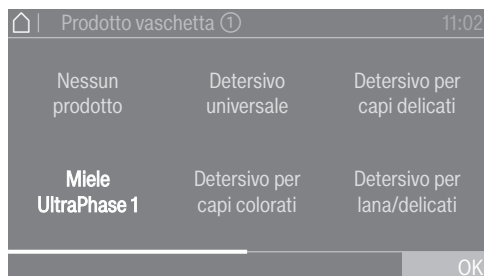 Prodotto vaschetta ① 11:02
Nessun prodotto
Detersivo universale
Detersivo per capi delicati
Miele UltraPhase 1
Detersivo per capi colorati
Detersivo per lana/delicati
OK